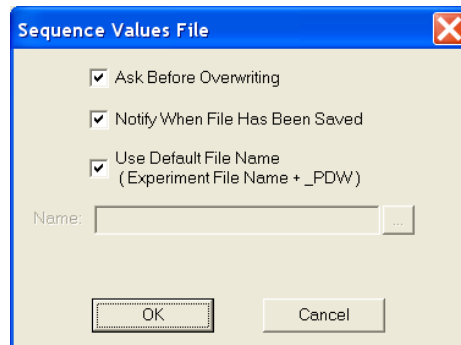 Sequence Values File
Ask Before Overwriting
Notify When File Has Been Saved
Use Default File Name
( Experiment File Name + _PDW )
Name:
...
OK
Cancel